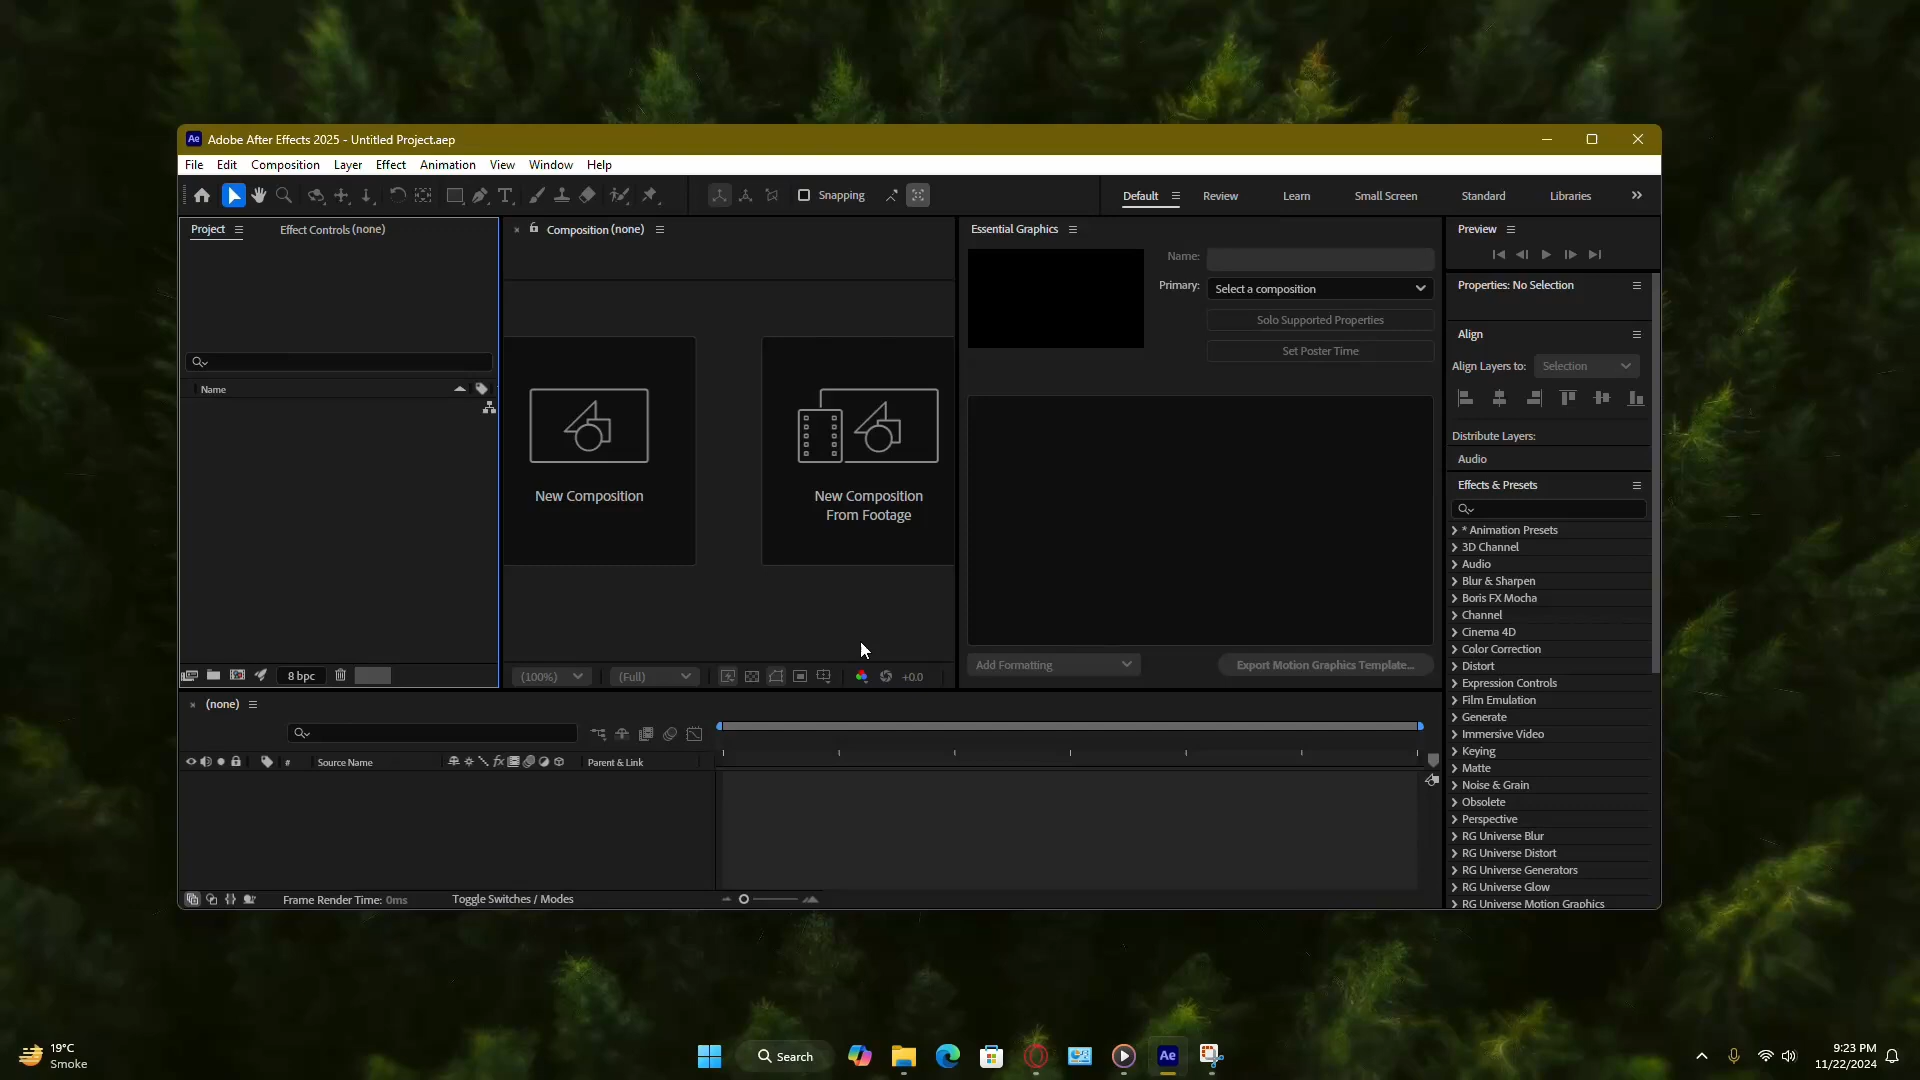 Ae Adobe After Effects 2025 - Untitled Project.aep
File Edit Composition Layer Effect Animation View Window Help
Snapping
Default Review Learn Small Screen Standard Libraries
Project Effect Controls (none)
Name
8 bpc
Composition (none)
New Composition
New Composition
From Footage
(100%) (Full) +0.0
Essential Graphics
Name:
Primary: Select a composition
Solo Supported Properties
Set Poster Time
Add Formatting Export Motion Graphics Template...
Preview
Properties: No Selection
Align
Align Layers to: Selection
Distribute Layers:
Audio
Effects & Presets
* Animation Presets
3D Channel
Audio
Blur & Sharpen
Boris FX Mocha
Channel
Cinema 4D
Color Correction
Distort
Expression Controls
Film Emulation
Generate
Immersive Video
Keying
Matte
Noise & Grain
Obsolete
Perspective
RG Universe Blur
RG Universe Distort
RG Universe Generators
RG Universe Glow
RG Universe Motion Graphics
(none)
# Source Name fx Parent & Link
Frame Render Time: 0ms Toggle Switches / Modes
19°C
Smoke
Search
Ae
9:23 PM
11/22/2024